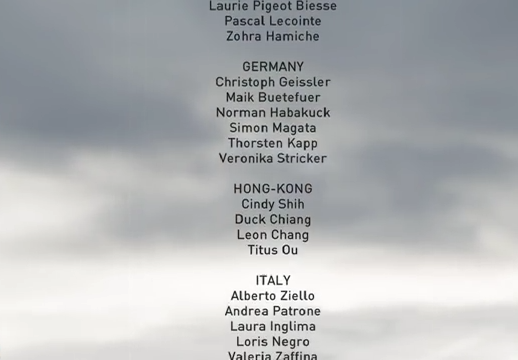 Laurie Pigeot Biesse
Pascal Lecointe
Zohra Hamiche
GERMANY
Christoph Geissler
Maik Buetefuer
Norman Habakuck
Simon Magata
Thorsten Kapp
Veronika Stricker
HONG-KONG
Cindy Shih
Duck Chiang
Leon Chang
Titus Ou
ITALY
Alberto Ziello
Andrea Patrone
Laura Inglima
Loris Negro
Valeria Zaffina